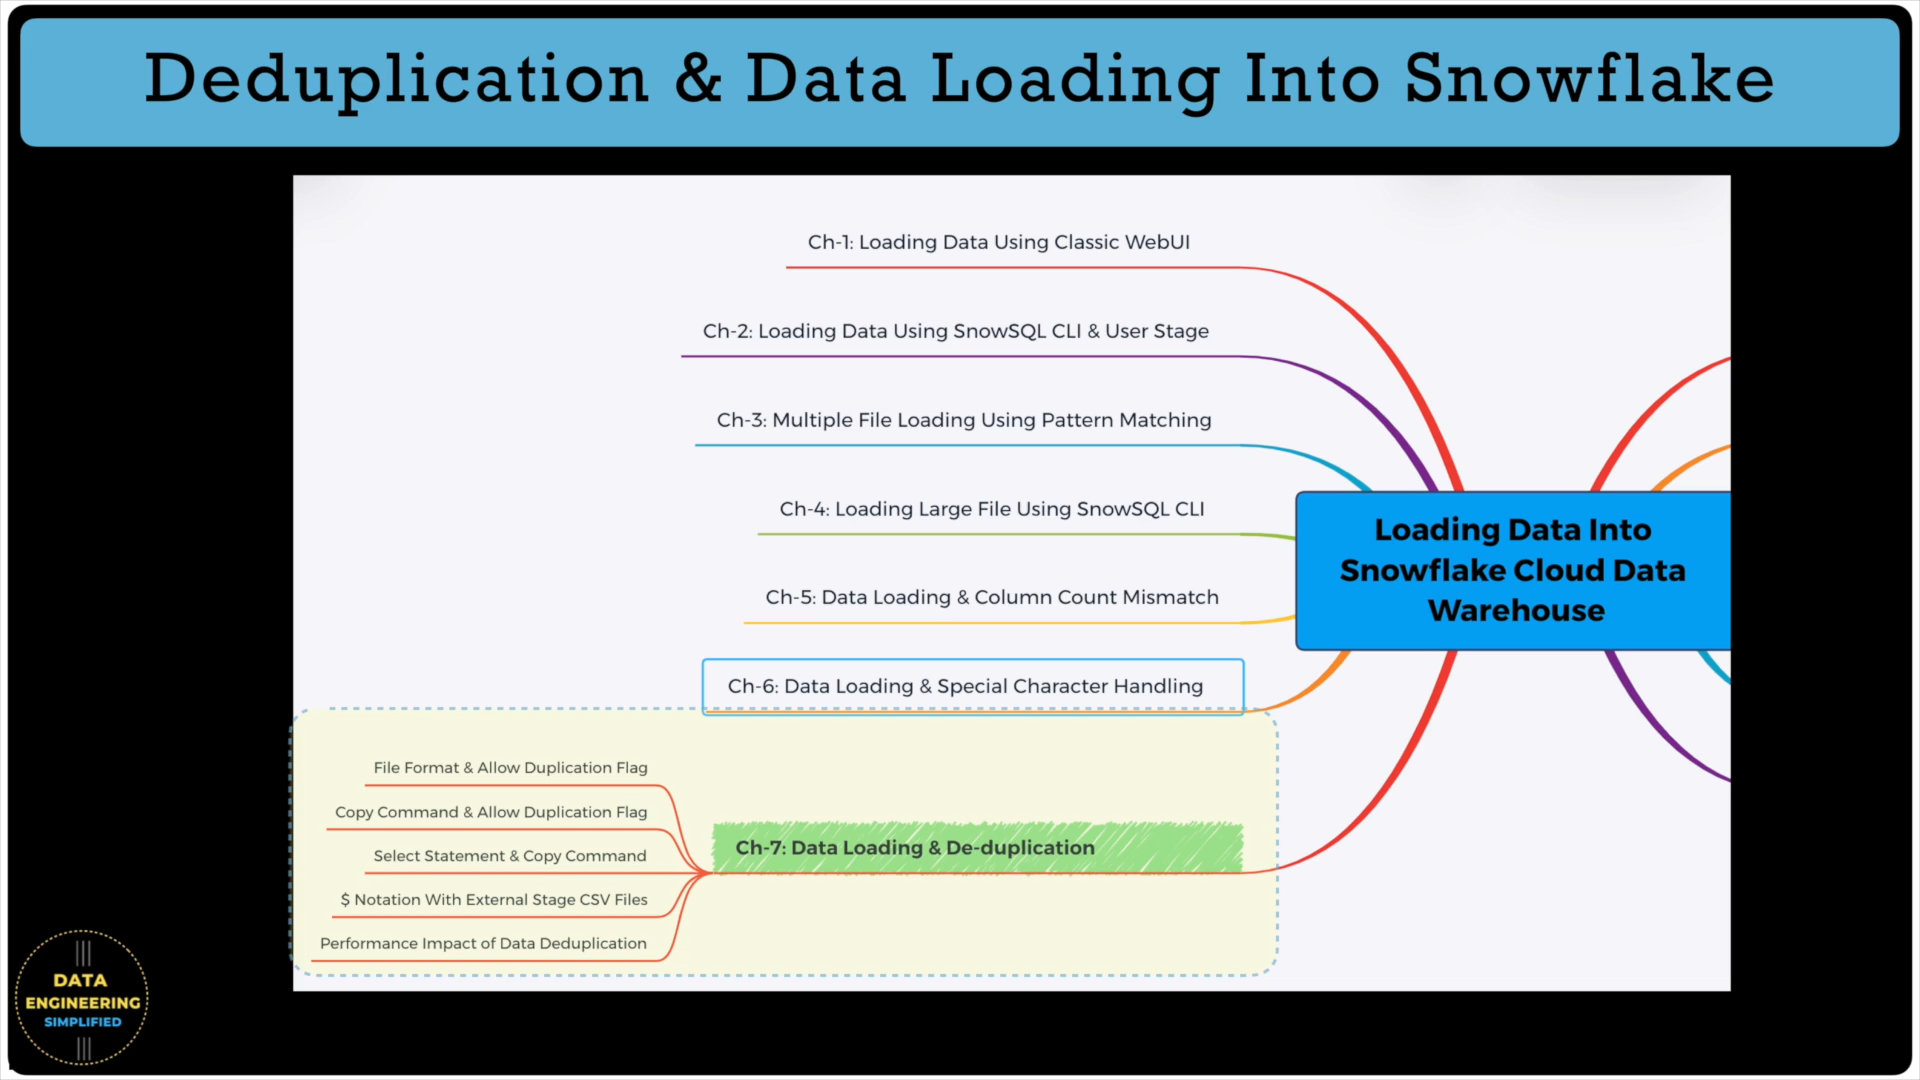 Deduplication & Data Loading Into Snowflake
Ch-1: Loading Data Using Classic WebUI
Ch-2: Loading Data Using SnowSQL CLI & User Stage
Ch-3: Multiple File Loading Using Pattern Matching
Ch-4: Loading Large File Using SnowSQL CLI
Ch-5: Data Loading & Column Count Mismatch
Ch-6: Data Loading & Special Character Handling
Loading Data Into
Snowflake Cloud Data
Warehouse
File Format & Allow Duplication Flag
Copy Command & Allow Duplication Flag
Select Statement & Copy Command
$ Notation With External Stage CSV Files
Performance Impact of Data Deduplication
Ch-7: Data Loading & De-duplication
DATA
ENGINEERING
SIMPLIFIED